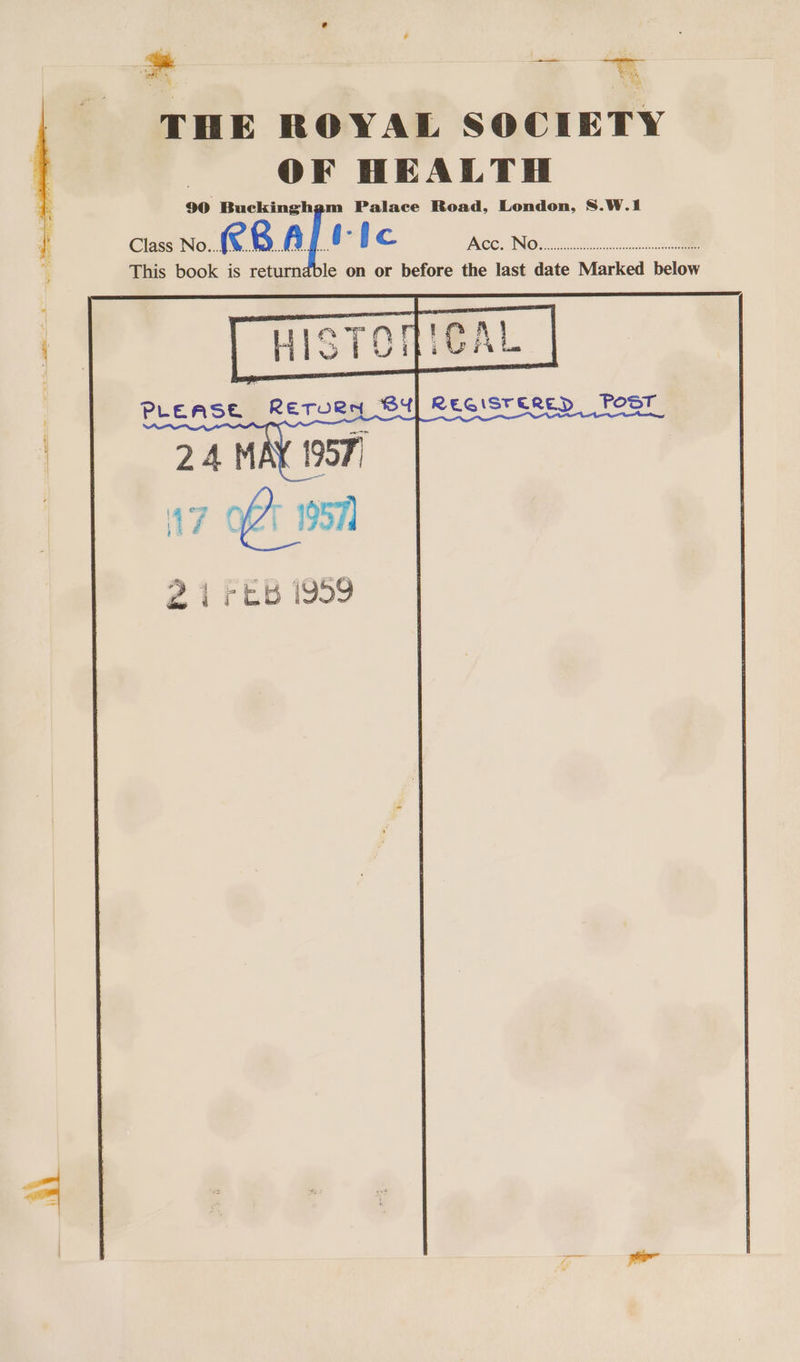 THE ROYAL SOCIETY
OF HEALTH
90 Buckingham Palace Road, London, S.W.1
Class No. Acc. No.
This book is returnable on or before the last date Marked below
HISTORICAL
PLEASE RETURN BY REGISTERED POST
24 MAY 1957
17 OCT 1957
21 FEB 1959